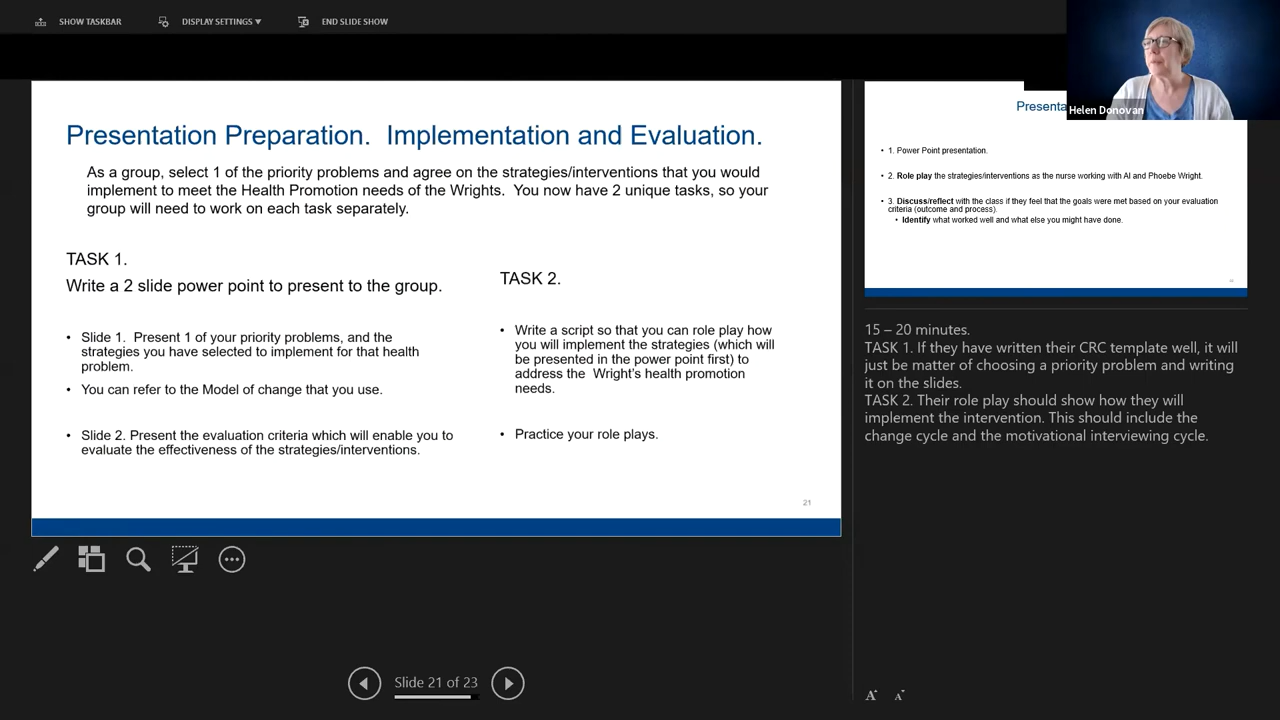 SHOW TASKBAR
DISPLAY SETTINGS
END SLIDE SHOW
Helen Donovan
Presentation Preparation. Implementation and Evaluation.
As a group, select 1 of the priority problems and agree on the strategies/interventions that you would
implement to meet the Health Promotion needs of the Wrights. You now have 2 unique tasks, so your
group will need to work on each task separately.
TASK 1.
Write a 2 slide power point to present to the group.
• Slide 1. Present 1 of your priority problems, and the
strategies you have selected to implement for that health
problem.
• You can refer to the Model of change that you use.
• Slide 2. Present the evaluation criteria which will enable you to
evaluate the effectiveness of the strategies/interventions.
TASK 2.
• Write a script so that you can role play how
you will implement the strategies (which will
be presented in the power point first) to
address the Wright's health promotion
needs.
• Practice your role plays.
21
Slide 21 of 23
• 1. Power Point presentation.
• 2. Role play the strategies/interventions as the nurse working with Al and Phoebe Wright.
• 3. Discuss/reflect with the class if they feel that the goals were met based on your evaluation
criteria (outcome and process).
• Identify what worked well and what else you might have done.
15 – 20 minutes.
TASK 1. If they have written their CRC template well, it will
just be matter of choosing a priority problem and writing
it on the slides.
TASK 2. Their role play should show how they will
implement the intervention. This should include the
change cycle and the motivational interviewing cycle.
A A